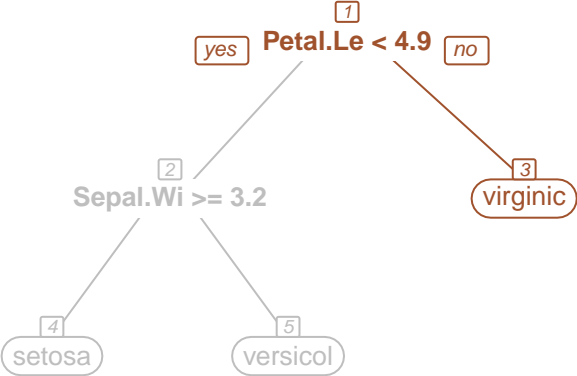 1
yes Petal.Le < 4.9 no
2
Sepal.Wi >= 3.2
3
virginic
4
setosa
5
versicol